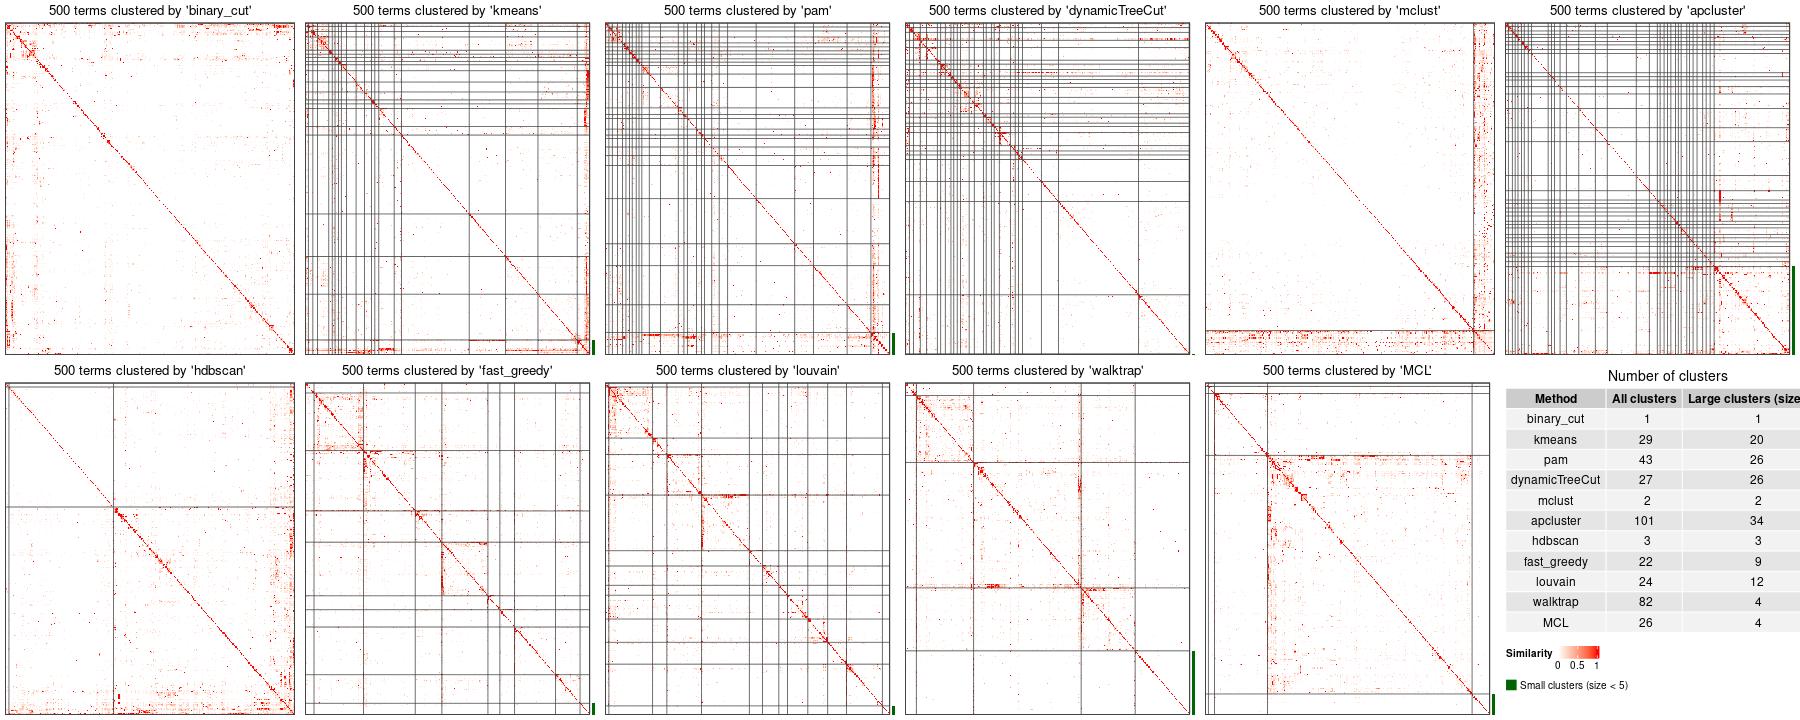 500 terms clustered by 'binary_cut'
500 terms clustered by 'kmeans'
500 terms clustered by 'pam'
500 terms clustered by 'dynamicTreeCut'
500 terms clustered by 'mclust'
500 terms clustered by 'apcluster'
500 terms clustered by 'hdbscan'
500 terms clustered by 'fast_greedy'
500 terms clustered by 'louvain'
500 terms clustered by 'walktrap'
500 terms clustered by 'MCL'
Number of clusters
Method All clusters Large clusters (size
binary_cut 1 1
kmeans 29 20
pam 43 26
dynamicTreeCut 27 26
mclust 2 2
apcluster 101 34
hdbscan 3 3
fast_greedy 22 9
louvain 24 12
walktrap 82 4
MCL 26 4
Similarity
0 0.5 1
Small clusters (size < 5)